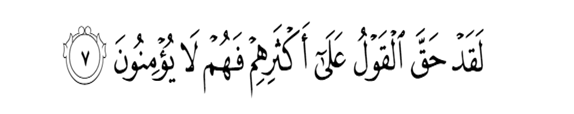 لَقَدۡ حَقَّ ٱلۡقَوۡلُ عَلَىٰٓ أَكۡثَرِهِمۡ فَهُمۡ لَا يُؤۡمِنُونَ ٧